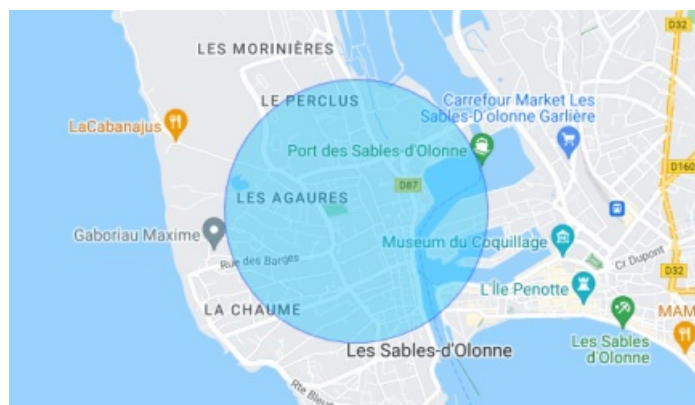 D32
LES MORINIÈRES
LE PERCLUS
Carrefour Market Les
Sables-D'olonne Garlière
LaCabanajus
Port des Sables-d'Olonne
D160
D87
LES AGAURES
Gaboriau Maxime
Museum du Coquillage
Rue des Barges
Cr Dupont
D32
L'Île Penotte
LA CHAUME
MAM
Les Sables-d'Olonne
Les Sables
d'Olonne
Rte Bleue